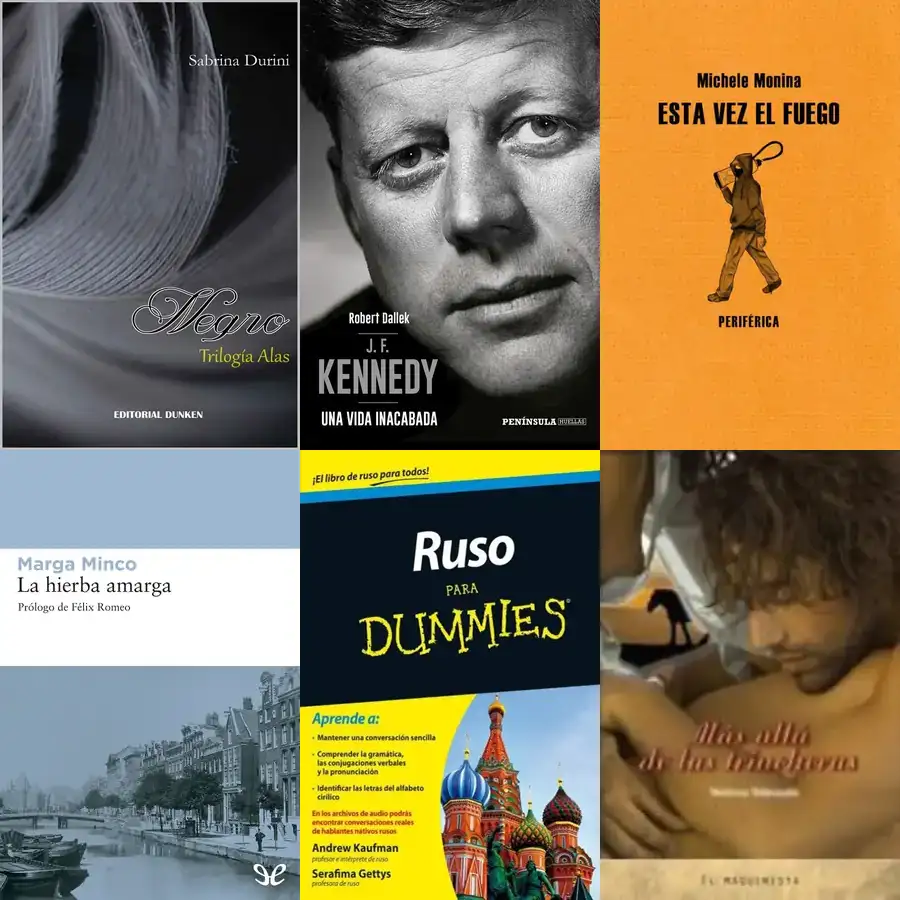 Sabrina Durini
Negro
Trilogía Alas
EDITORIAL DUNKEN
Robert Dallek
J. F.
KENNEDY
UNA VIDA INACABADA
PENÍNSULA HUELLAS
Michele Monina
ESTA VEZ EL FUEGO
PERIFÉRICA
Marga Minco
La hierba amarga
Prólogo de Félix Romeo
¡El libro de ruso para todos!
Ruso
PARA
DUMMIES®
Aprende a:
• Mantener una conversación sencilla
• Comprender la gramática,
las conjugaciones verbales
y la pronunciación
• Identificar las letras del alfabeto
cirílico
En los archivos de audio podrás
encontrar conversaciones reales
de hablantes nativos rusos
Andrew Kaufman
profesor e intérprete de ruso
Serafima Gettys
profesora de ruso
Más allá
de las trincheras
EL MAQUINISTA